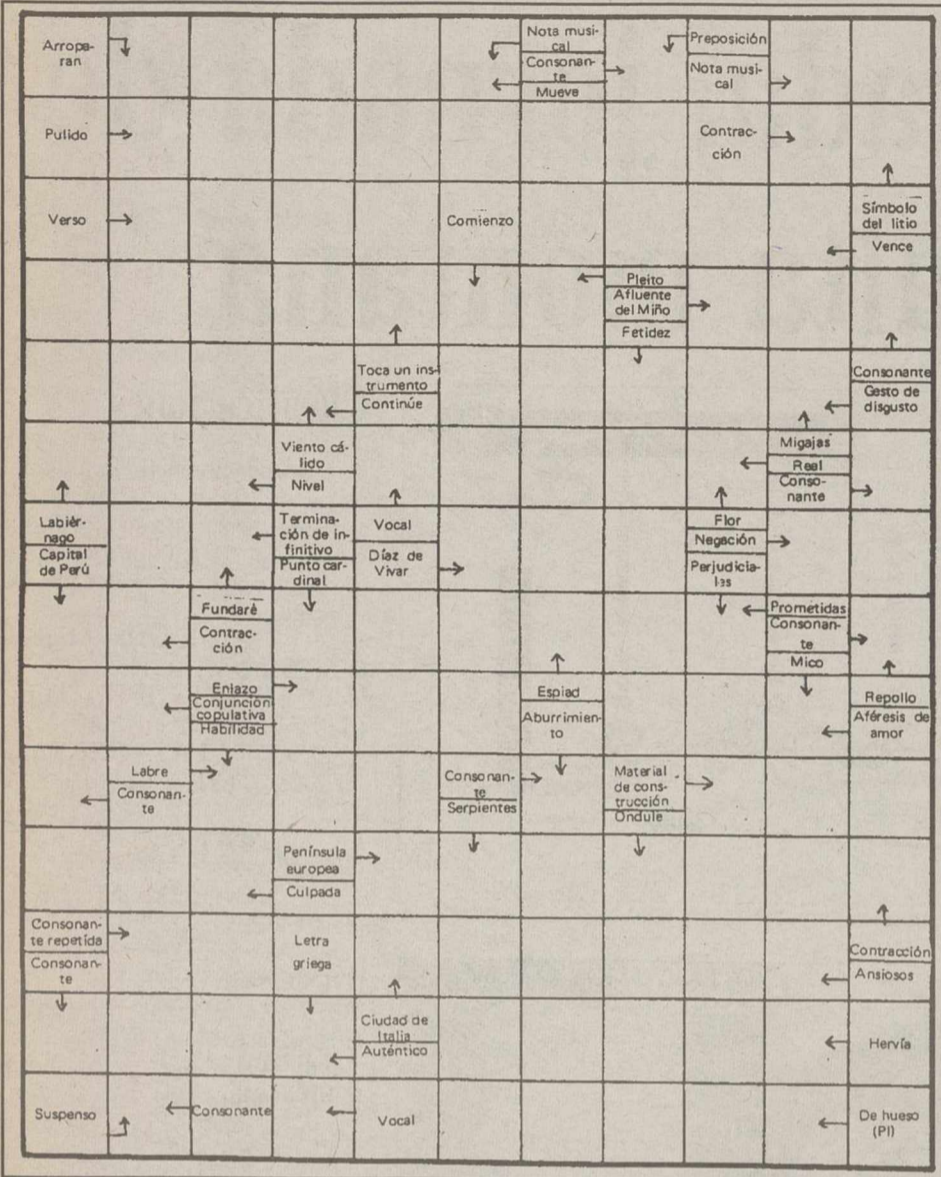 Arropa-
ran
Nota musi-
cal
Consonan-
te
Mueve
Preposición
Nota musi-
cal
Pulido
Contrac-
ción
Verso
Comienzo
Símbolo
del litio
Vence
Pleito
Afluente
del Miño
Fetidez
Toca un ins-
trumento
Continúe
Consonante
Gesto de
disgusto
Viento cá-
lido
Nivel
Migajas
Real
Conso-
nante
Labiér-
nago
Capital
de Perú
Termina-
ción de in-
finitivo
Punto car-
dinal
Vocal
Díaz de
Vivar
Flor
Negación
Perjudicia-
les
Fundaré
Contrac-
ción
Prometidas
Consonan-
te
Mico
Enlazo
Conjunción
copulativa
Habilidad
Espiad
Aburrimien-
to
Repollo
Aféresis de
amor
Labre
Consonan-
te
Consonan-
te
Serpientes
Material
de cons-
trucción
Ondule
Península
europea
Culpada
Consonan-
te repetida
Consonan-
te
Letra
griega
Contracción
Ansiosos
Ciudad de
Italia
Auténtico
Hervía
Suspenso
Consonante
Vocal
De hueso
(Pl)